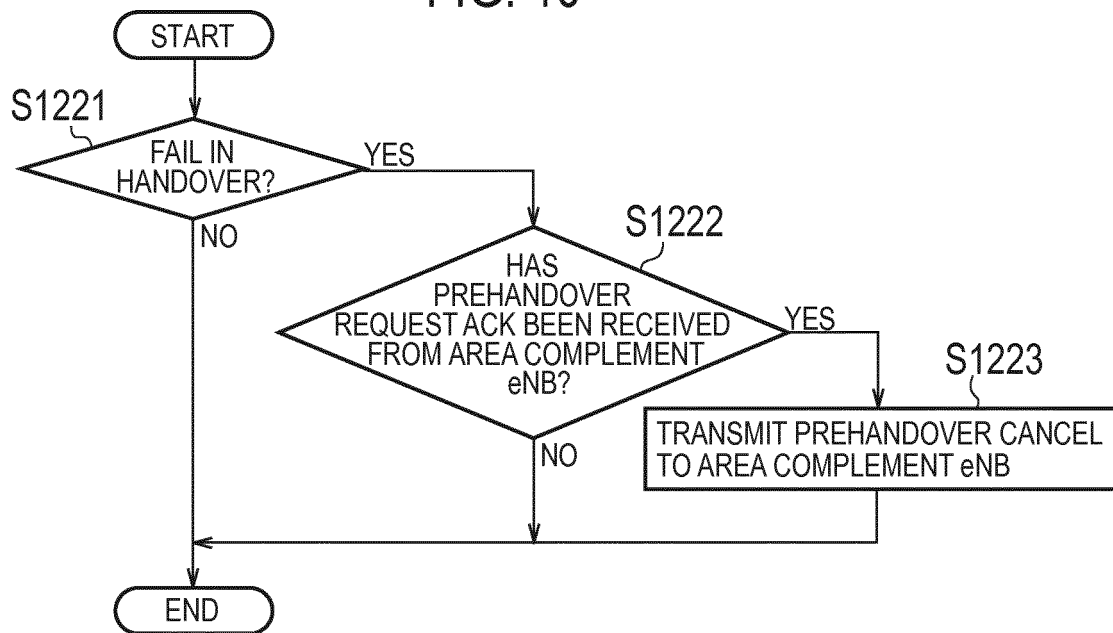 START
S1221
FAIL IN
HANDOVER?
YES
NO
S1222
HAS
PREHANDOVER
REQUEST ACK BEEN RECEIVED
FROM AREA COMPLEMENT
eNB?
YES
NO
S1223
TRANSMIT PREHANDOVER CANCEL
TO AREA COMPLEMENT eNB
END